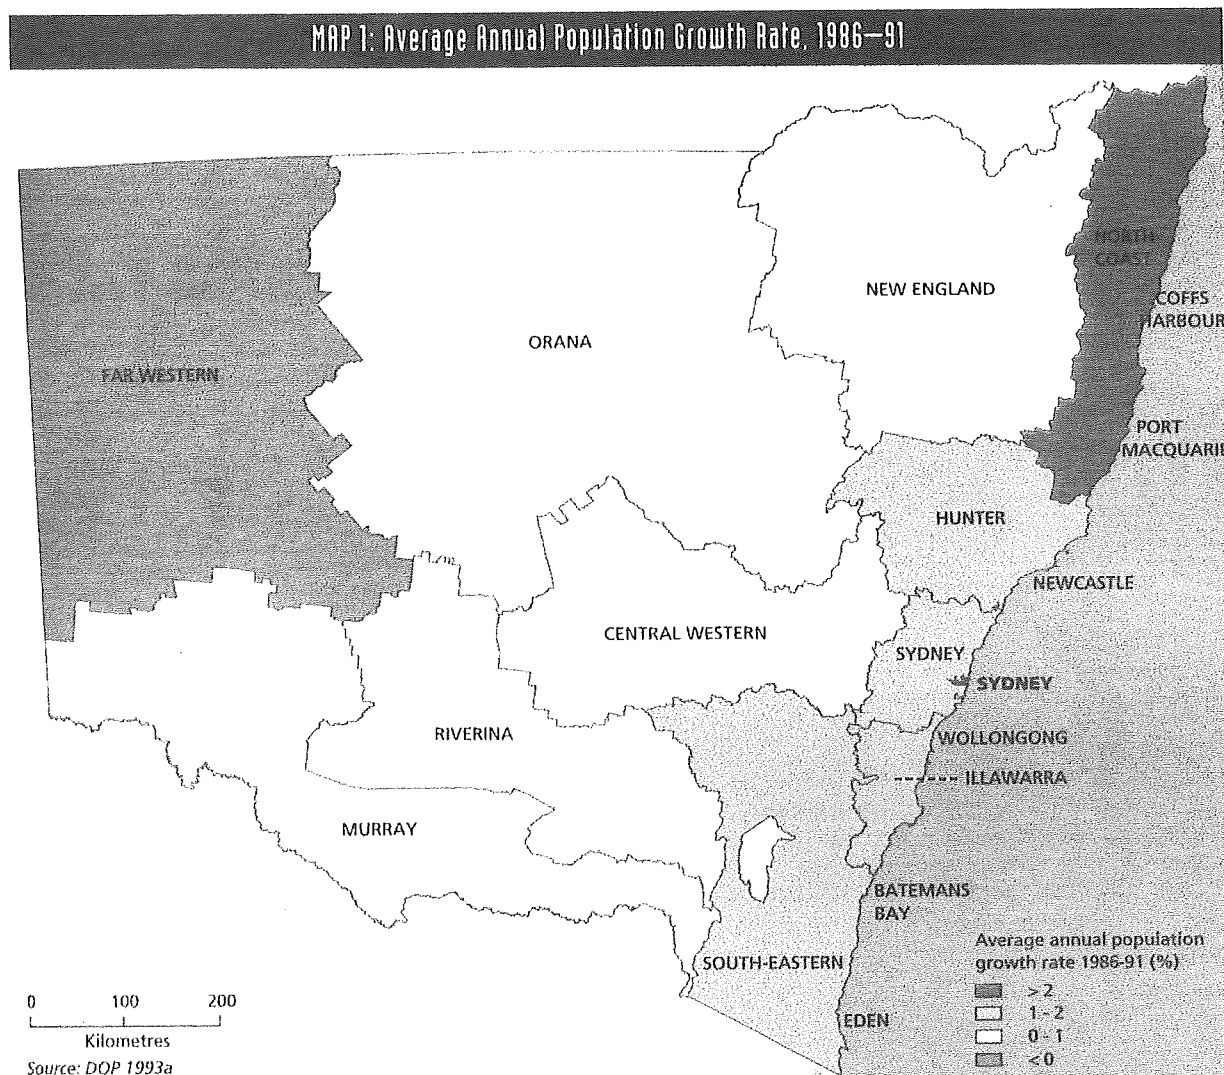 MAP 1: Average Annual Population Growth Rate, 1986–91
NORTH
COAST
NEW ENGLAND
COFFS
HARBOUR
ORANA
FAR WESTERN
PORT
MACQUARIE
HUNTER
NEWCASTLE
CENTRAL WESTERN
SYDNEY
SYDNEY
RIVERINA
WOLLONGONG
ILLAWARRA
MURRAY
BATEMANS
BAY
SOUTH-EASTERN
EDEN
Average annual population
growth rate 1986-91 (%)
>2
1 - 2
0 - 1
<0
0 100 200
Kilometres
Source: DOP 1993a